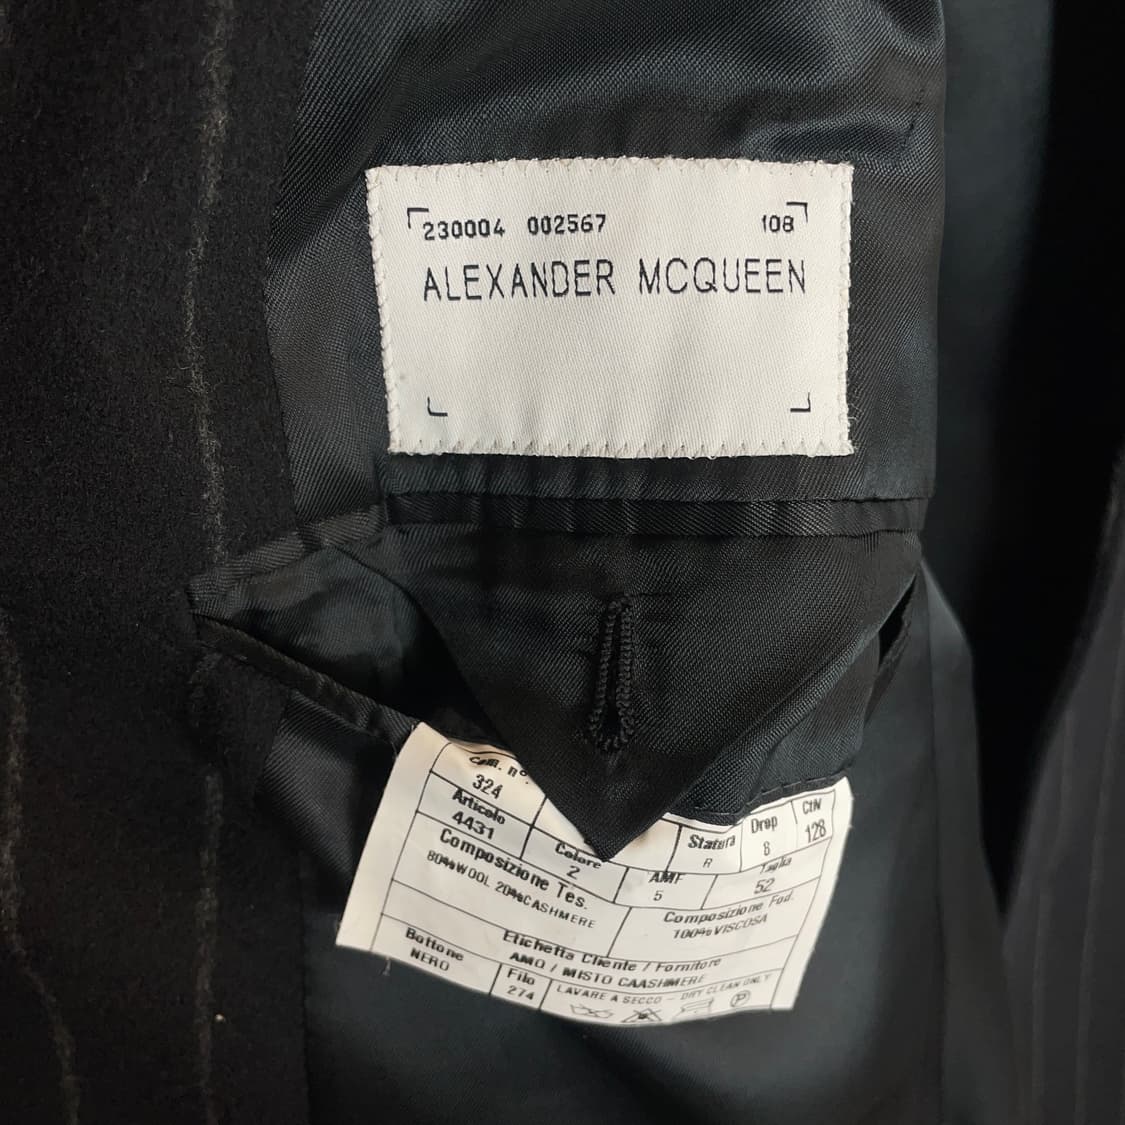 230004 002567 108
ALEXANDER MCQUEEN
Com. n°.
324
Articolo
4431
Colore
2
Statura
R
Drop
8
CtN
128
AMF
5
Taglia
52
Composizione Tes.
80%WOOL 20%CASHMERE
Composizione Fod.
100%VISCOSA
Etichetta Cliente / Fornitore
AMQ / MISTO CAASHMERE
Bottone
NERO
Filo
274
LAVARE A SECCO - DRY CLEAN ONLY
P